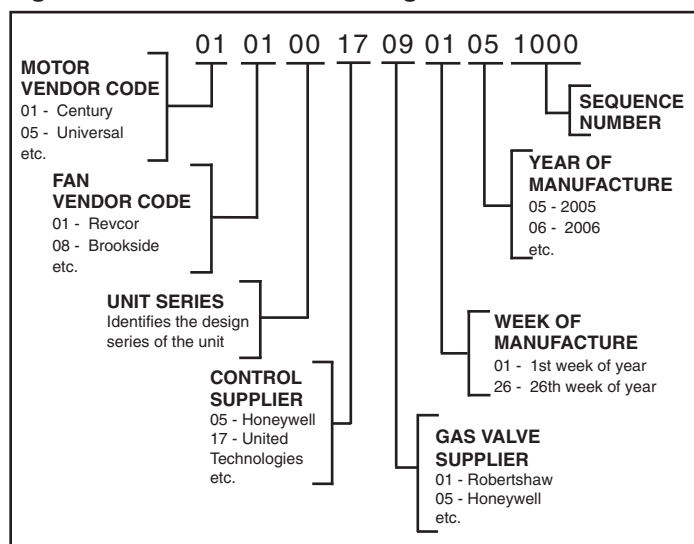 01 01 00 17 09 01 05 1000
MOTOR
VENDOR CODE
01 - Century
05 - Universal
etc.
FAN
VENDOR CODE
01 - Revcor
08 - Brookside
etc.
UNIT SERIES
Identifies the design
series of the unit
CONTROL
SUPPLIER
05 - Honeywell
17 - United
Technologies
etc.
SEQUENCE
NUMBER
YEAR OF
MANUFACTURE
05 - 2005
06 - 2006
etc.
WEEK OF
MANUFACTURE
01 - 1st week of year
26 - 26th week of year
GAS VALVE
SUPPLIER
01 - Robertshaw
05 - Honeywell
etc.